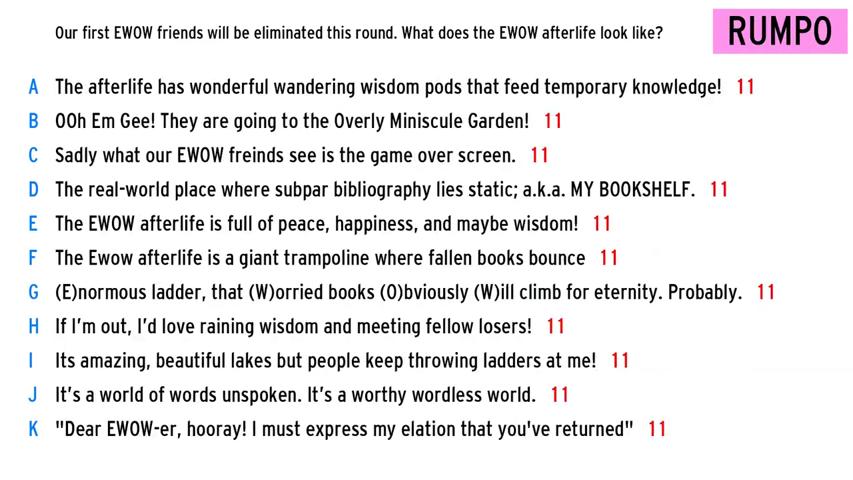 Our first EWOW friends will be eliminated this round. What does the EWOW afterlife look like?
RUMPO
A The afterlife has wonderful wandering wisdom pods that feed temporary knowledge! 11
B OOh Em Gee! They are going to the Overly Miniscule Garden! 11
C Sadly what our EWOW freinds see is the game over screen. 11
D The real-world place where subpar bibliography lies static; a.k.a. MY BOOKSHELF. 11
E The EWOW afterlife is full of peace, happiness, and maybe wisdom! 11
F The Ewow afterlife is a giant trampoline where fallen books bounce 11
G (E)normous ladder, that (W)orried books (O)bviously (W)ill climb for eternity. Probably. 11
H If I'm out, I'd love raining wisdom and meeting fellow losers! 11
I Its amazing, beautiful lakes but people keep throwing ladders at me! 11
J It's a world of words unspoken. It's a worthy wordless world. 11
K "Dear EWOW-er, hooray! I must express my elation that you've returned" 11